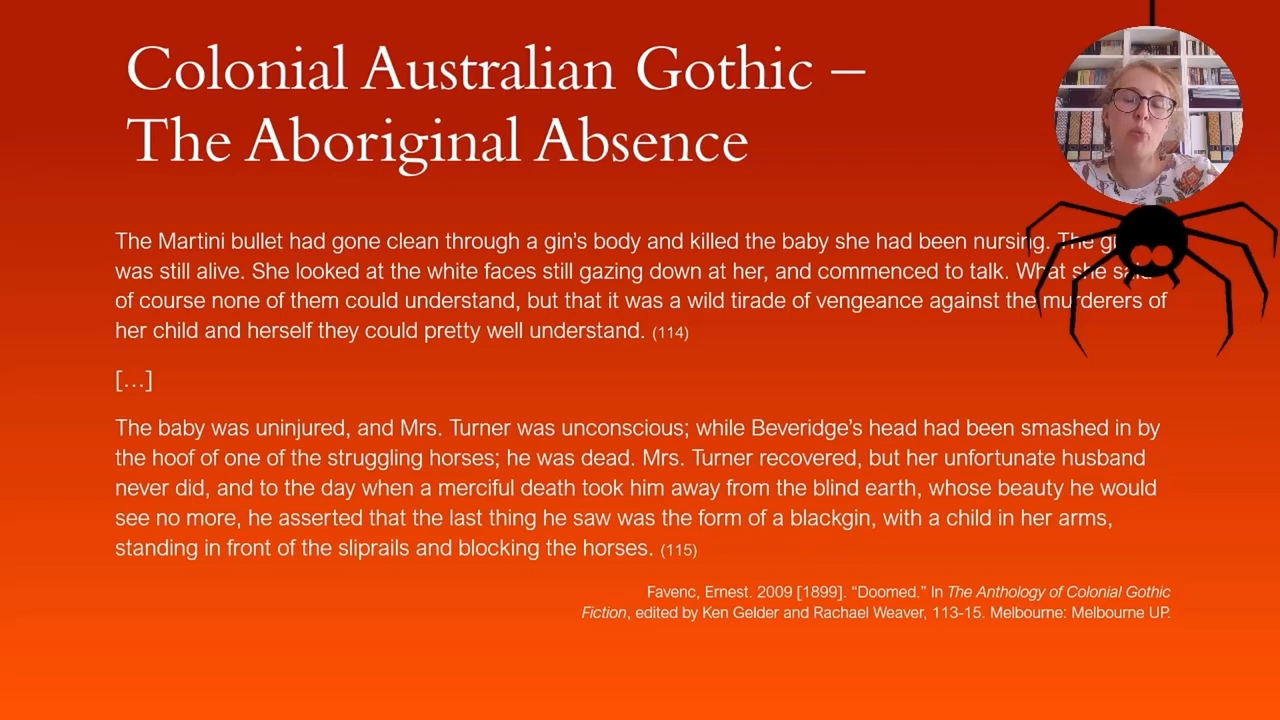 Colonial Australian Gothic –
The Aboriginal Absence
The Martini bullet had gone clean through a gin’s body and killed the baby she had been nursing. The
was still alive. She looked at the white faces still gazing down at her, and commenced to talk. What she said
of course none of them could understand, but that it was a wild tirade of vengeance against the murderers of
her child and herself they could pretty well understand. (114)
[…]
The baby was uninjured, and Mrs. Turner was unconscious; while Beveridge’s head had been smashed in by
the hoof of one of the struggling horses; he was dead. Mrs. Turner recovered, but her unfortunate husband
never did, and to the day when a merciful death took him away from the blind earth, whose beauty he would
see no more, he asserted that the last thing he saw was the form of a blackgin, with a child in her arms,
standing in front of the sliprails and blocking the horses. (115)
Favenc, Ernest. 2009 [1899]. “Doomed.” In The Anthology of Colonial Gothic
Fiction, edited by Ken Gelder and Rachael Weaver, 113-15. Melbourne: Melbourne UP.